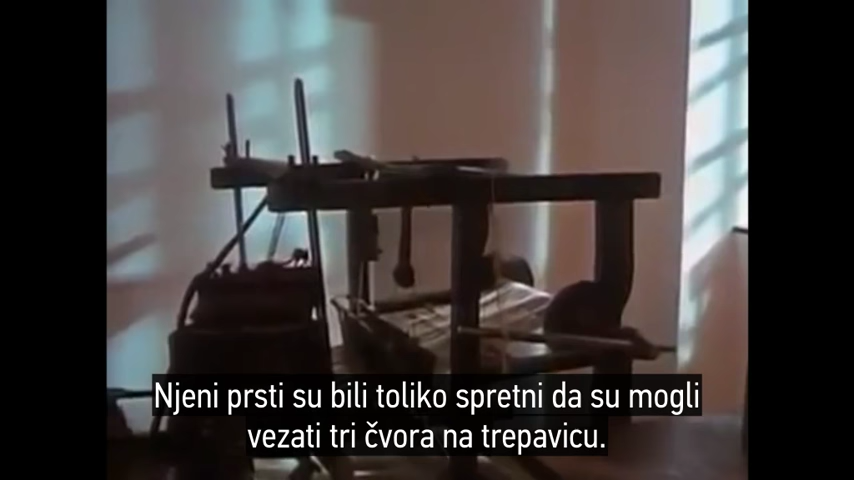 Njeni prsti su bili toliko spretni da su mogli
vezati tri čvora na trepavicu.